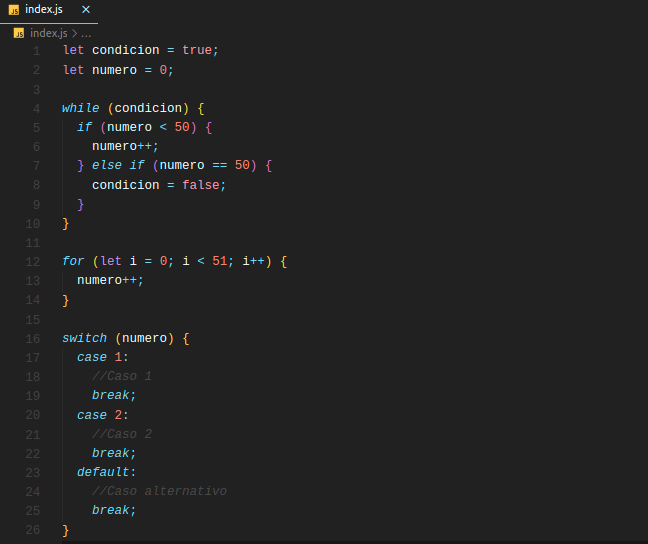 JS index.js ×
JS index.js > ...
1 let condicion = true;
2 let numero = 0;
3
4 while (condicion) {
5   if (numero < 50) {
6     numero++;
7   } else if (numero == 50) {
8     condicion = false;
9   }
10 }
11
12 for (let i = 0; i < 51; i++) {
13   numero++;
14 }
15
16 switch (numero) {
17   case 1:
18     //Caso 1
19     break;
20   case 2:
21     //Caso 2
22     break;
23   default:
24     //Caso alternativo
25     break;
26 }